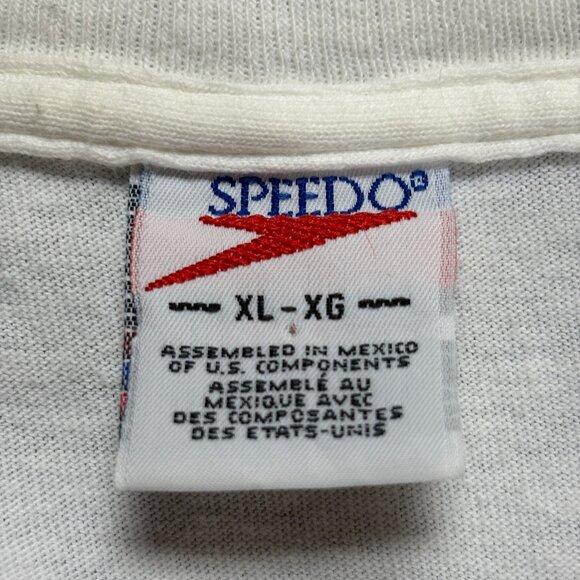 SPEEDO®
XL - XG
ASSEMBLED IN MEXICO
OF U.S. COMPONENTS
ASSEMBLÉ AU
MEXIQUE AVEC
DES COMPOSANTES
DES ETATS-UNIS